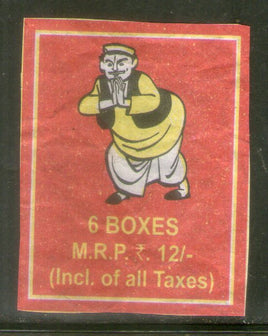 6 BOXES
M.R.P. ₹. 12/-
(Incl. of all Taxes)